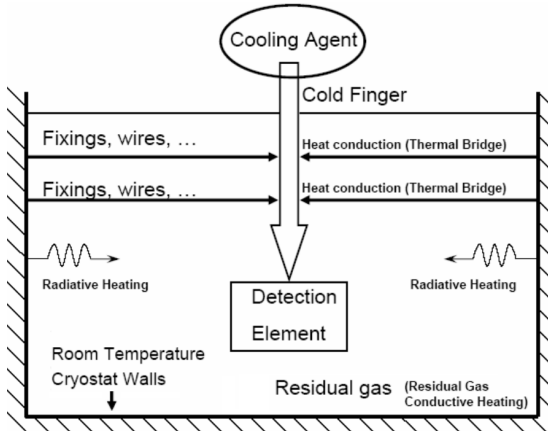 Cooling Agent
Cold Finger
Fixings, wires, ...
Heat conduction (Thermal Bridge)
Fixings, wires, ...
Heat conduction (Thermal Bridge)
Radiative Heating
Radiative Heating
Detection
Element
Room Temperature
Cryostat Walls
Residual gas
(Residual Gas
Conductive Heating)